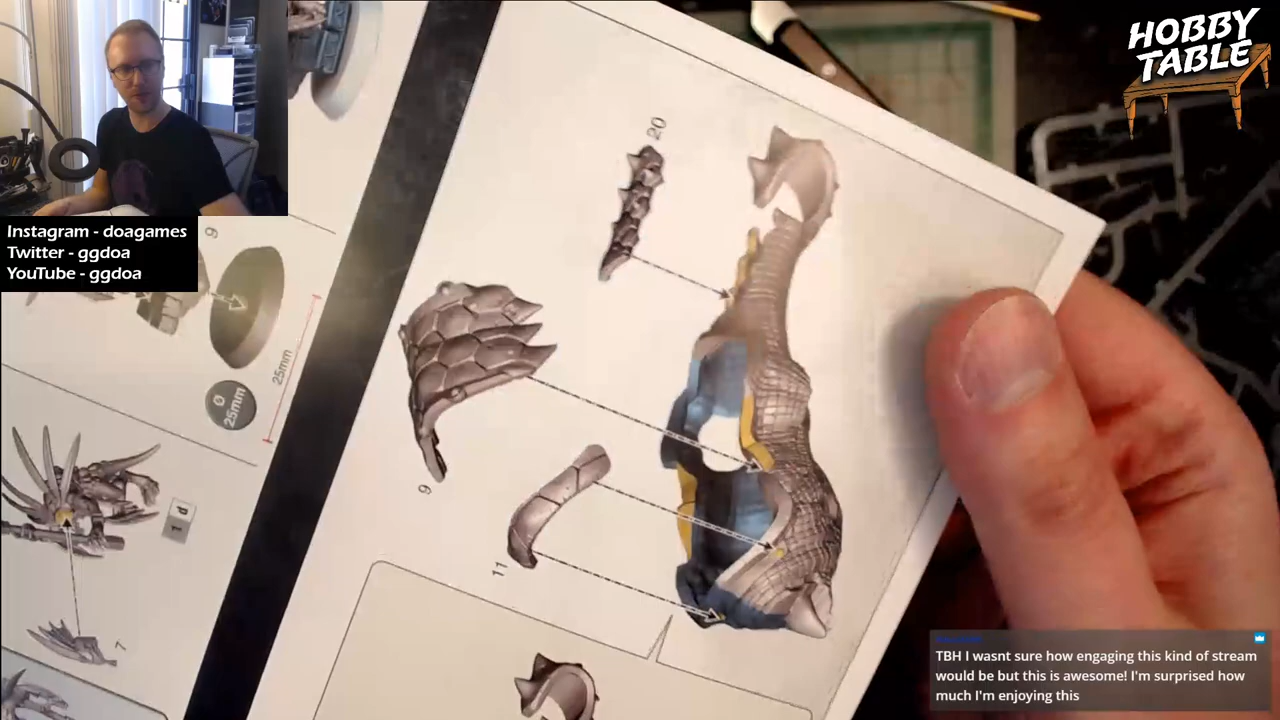 HOBBY
TABLE
Instagram - doagames
Twitter - ggdoa
YouTube - ggdoa
20
9
11
9
25mm
Ø
25mm
1 d
7
TBH I wasnt sure how engaging this kind of stream
would be but this is awesome! I'm surprised how
much I'm enjoying this